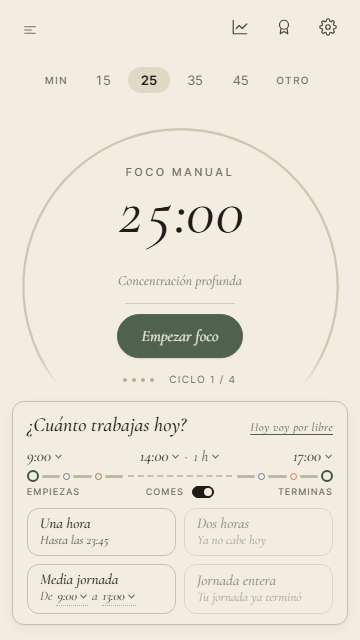 MIN 15 25 35 45 OTRO
FOCO MANUAL
25:00
Concentración profunda
Empezar foco
CICLO 1 / 4
¿Cuánto trabajas hoy? Hoy voy por libre
9:00 14:00 · 1 h 17:00
EMPIEZAS COMES TERMINAS
Una hora
Hasta las 23:45
Dos horas
Ya no cabe hoy
Media jornada
De 9:00 a 13:00
Jornada entera
Tu jornada ya terminó